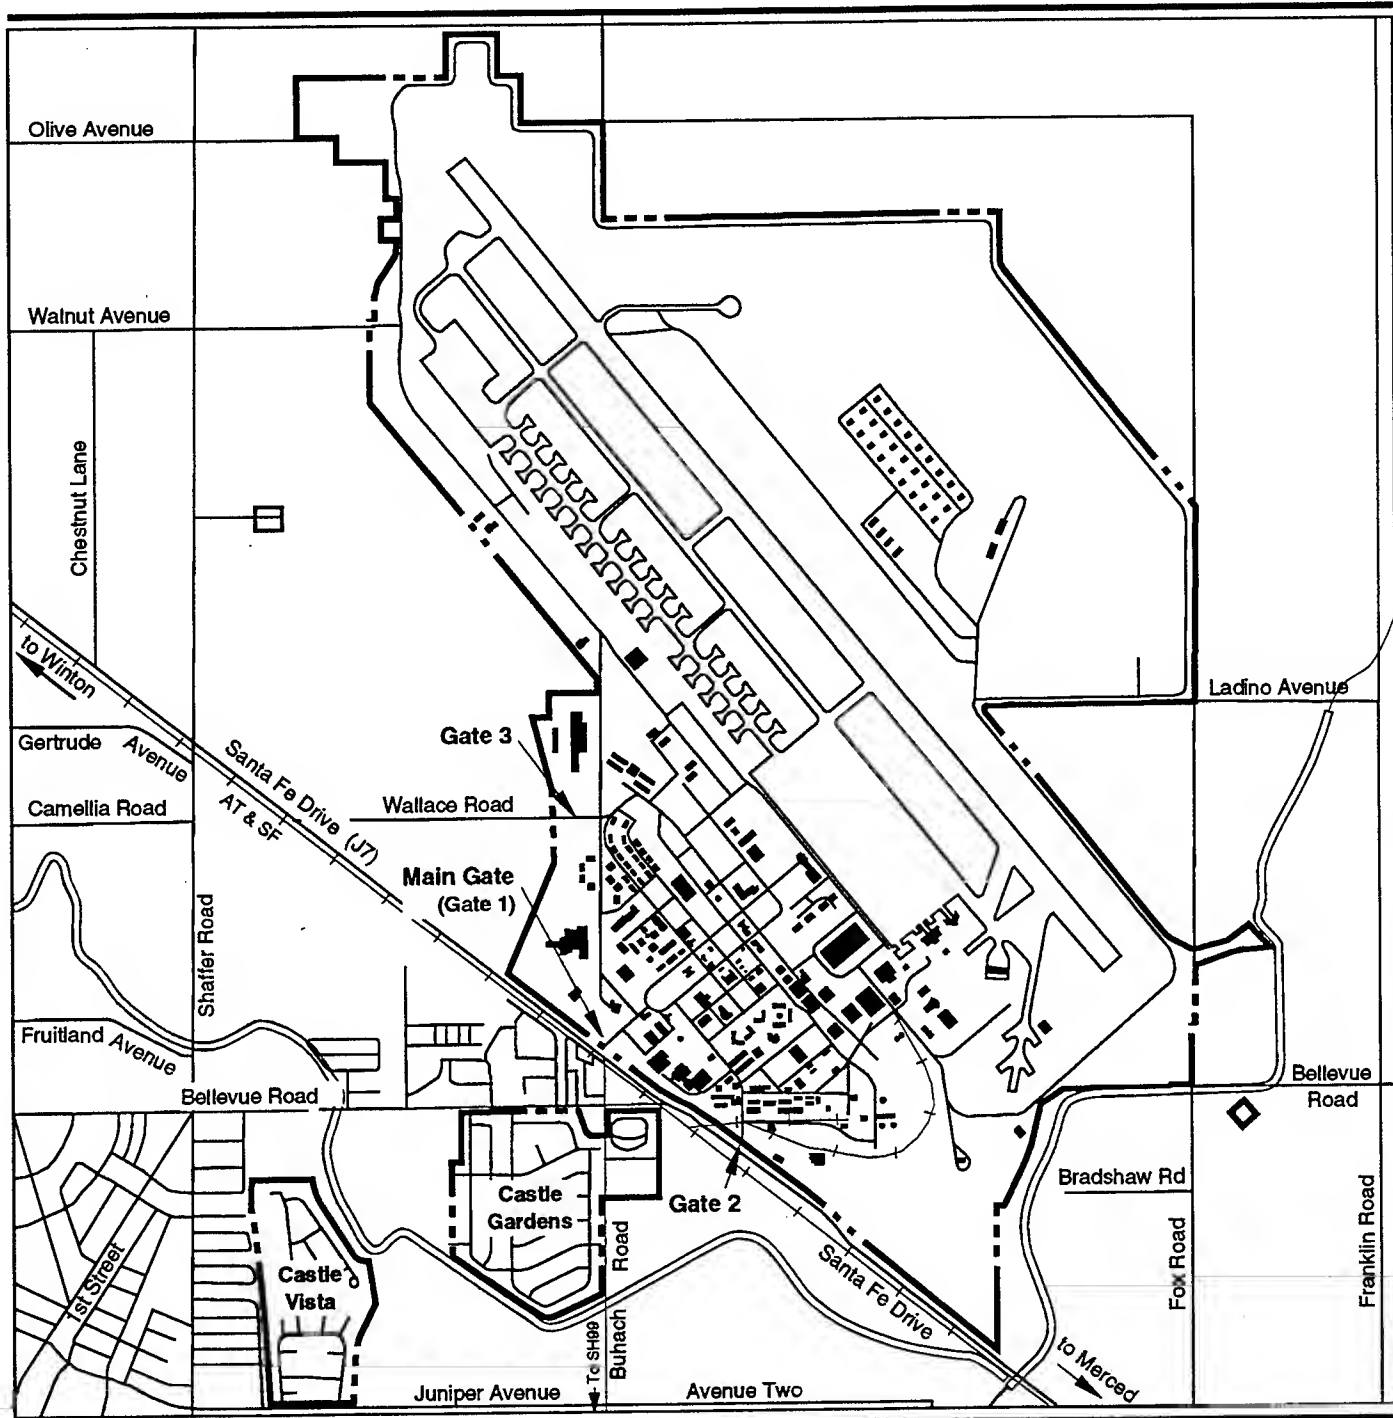 Olive Avenue
Walnut Avenue
Chestnut Lane
to Winton
Ladino Avenue
Gertrude Avenue
Santa Fe Drive (J7)
AT & SF
Gate 3
Camellia Road
Wallace Road
Main Gate
(Gate 1)
Shaffer Road
Fruitland Avenue
Bellevue Road
Bellevue
Road
Bradshaw Rd
Gate 2
Castle
Gardens
Castle
Vista
1st Street
Santa Fe Drive
Fox Road
Franklin Road
Buhach Road
To SH99
to Merced
Juniper Avenue
Avenue Two